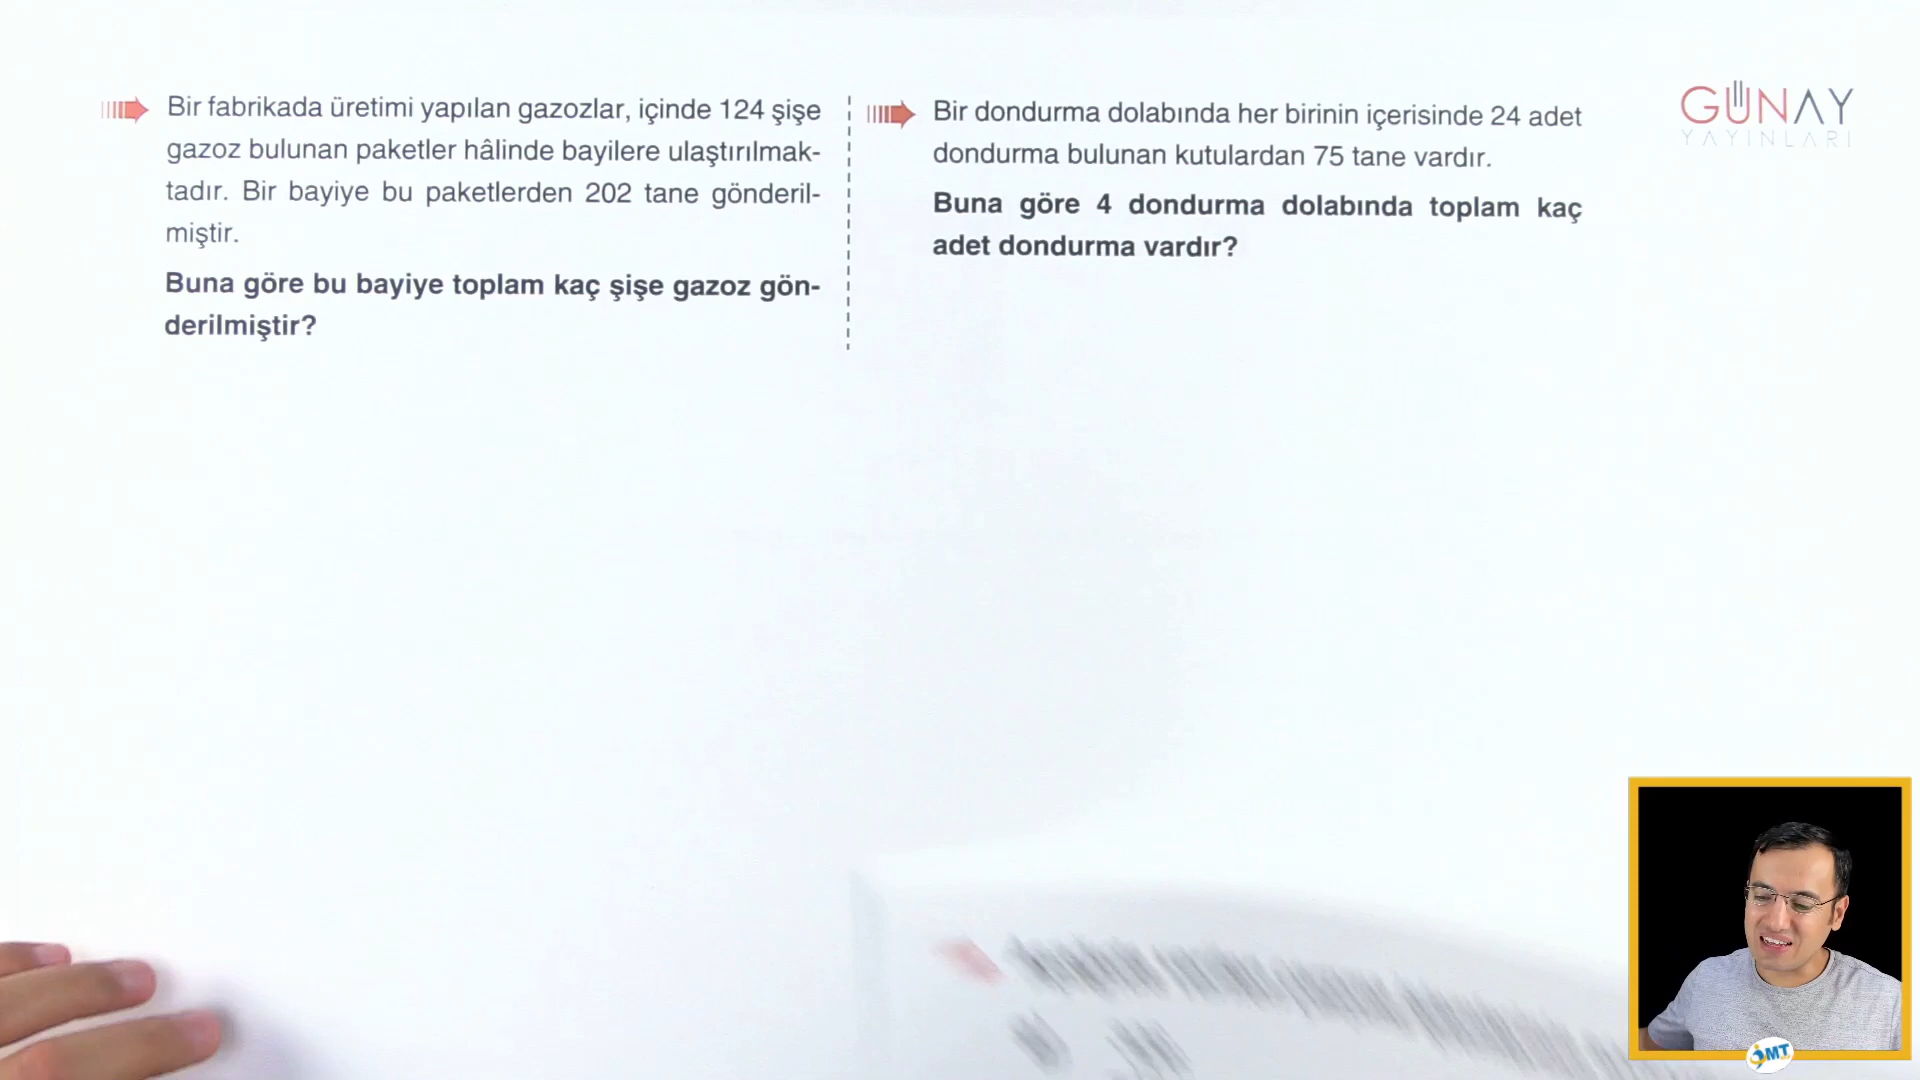 Bir fabrikada üretimi yapılan gazozlar, içinde 124 şişe
gazoz bulunan paketler hâlinde bayilere ulaştırılmak-
tadır. Bir bayiye bu paketlerden 202 tane gönderil-
miştir.
Buna göre bu bayiye toplam kaç şişe gazoz gön-
derilmiştir?
Bir dondurma dolabında her birinin içerisinde 24 adet
dondurma bulunan kutulardan 75 tane vardır.
Buna göre 4 dondurma dolabında toplam kaç
adet dondurma vardır?
GÜNAY
YAYINLARI
MT